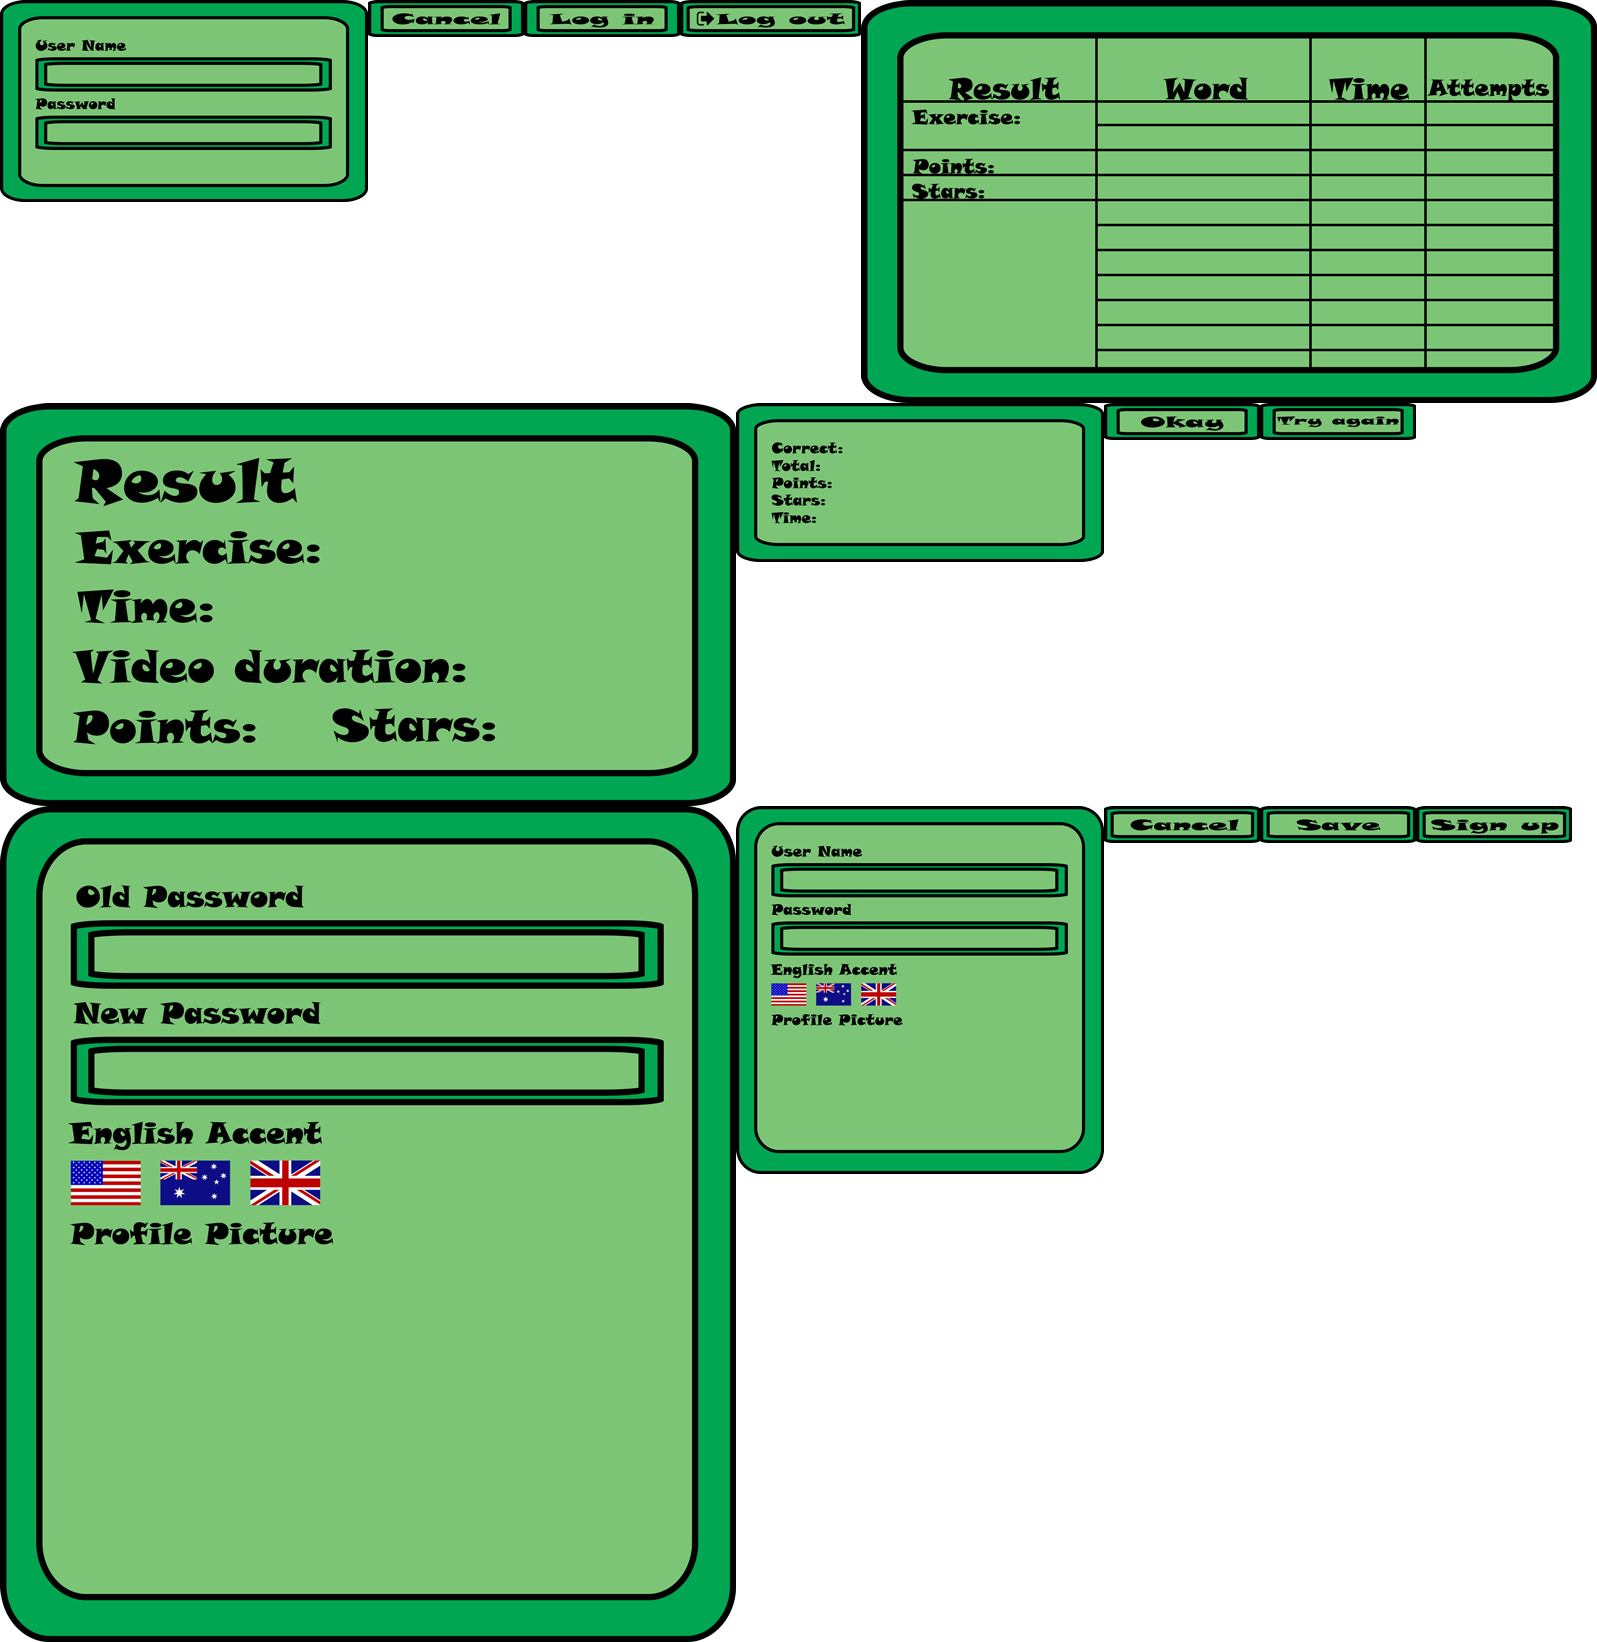 User Name
Password
Cancel
Log in
Log out
Result Word Time Attempts
Exercise:
Points:
Stars:
Result
Exercise:
Time:
Video duration:
Points: Stars:
Correct:
Total:
Points:
Stars:
Time:
Okay
Try again
Old Password
New Password
English Accent
Profile Picture
User Name
Password
English Accent
Profile Picture
Cancel
Save
Sign up